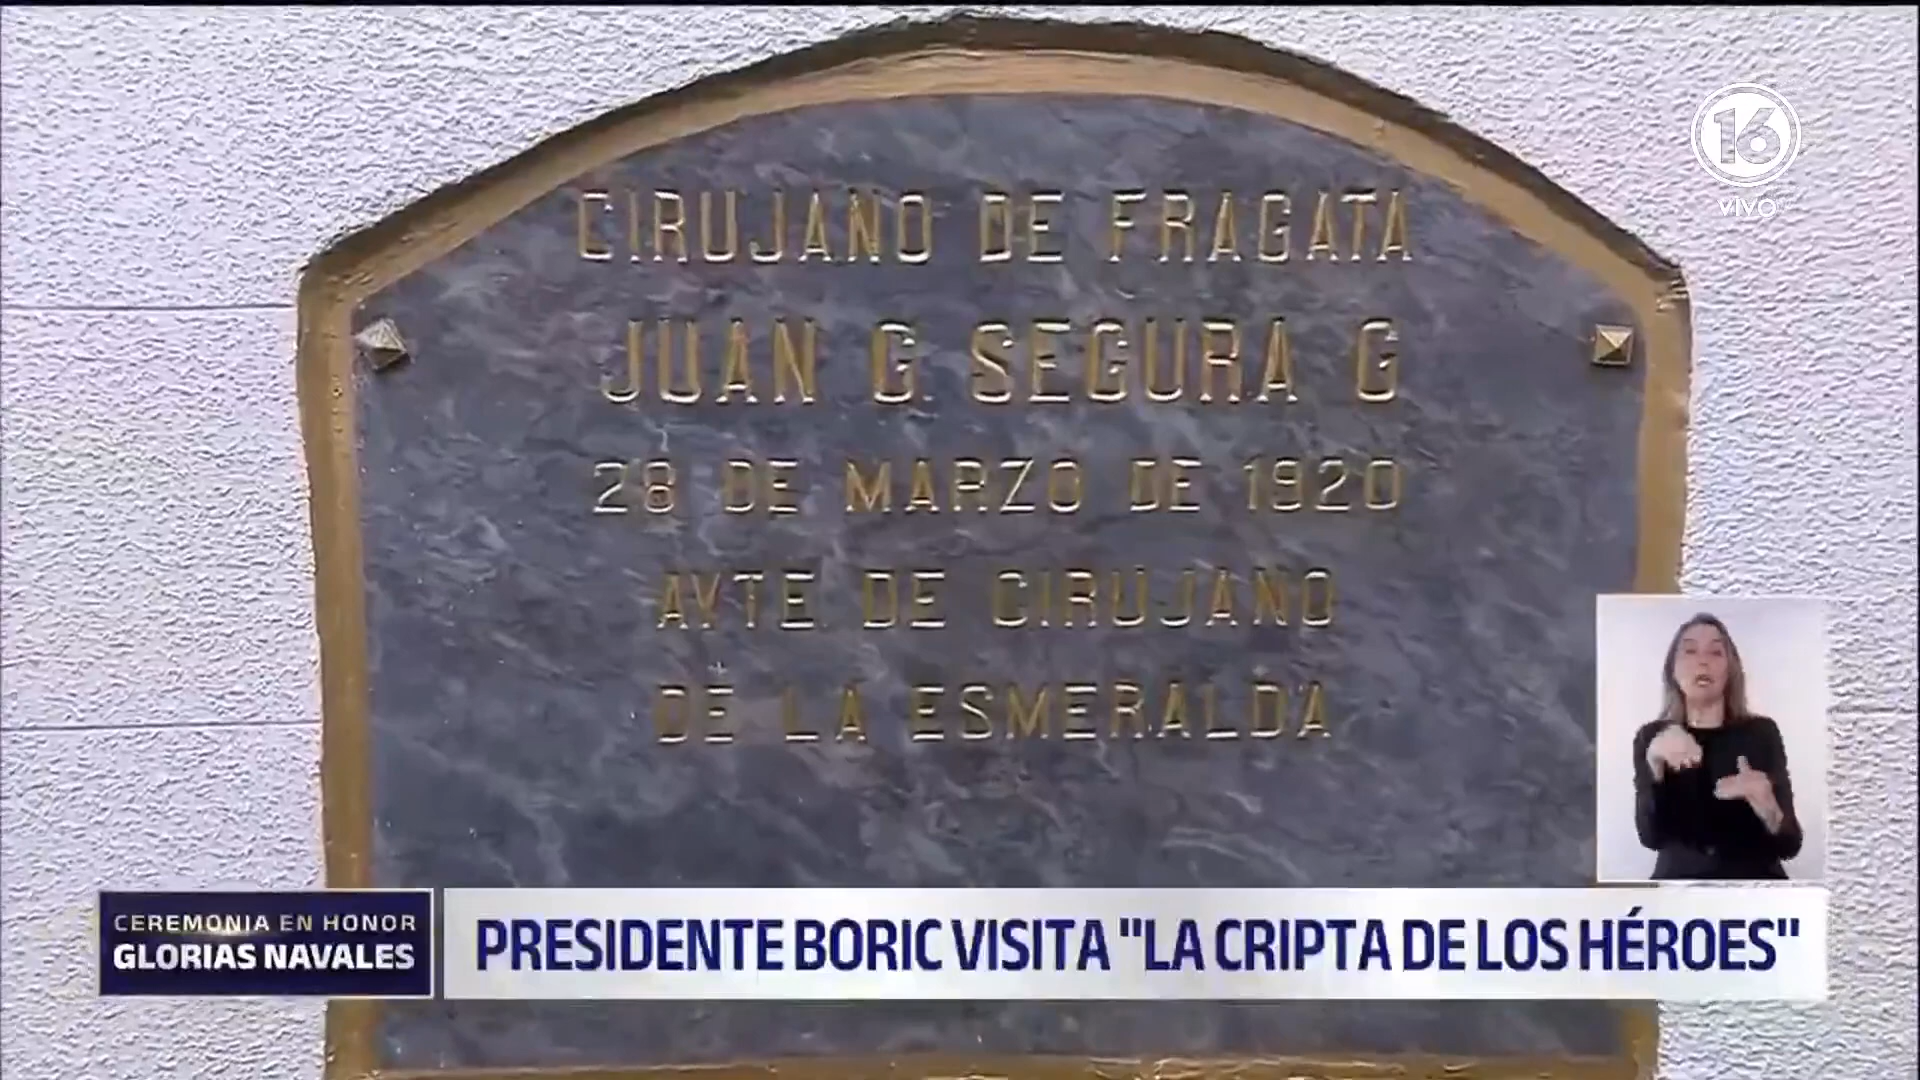 16
vivo
CIRUJANO DE FRAGATA
JUAN G. SEGURA G
28 DE MARZO DE 1920
AYTE DE CIRUJANO
DE LA ESMERALDA
CEREMONIA EN HONOR
GLORIAS NAVALES
PRESIDENTE BORIC VISITA "LA CRIPTA DE LOS HÉROES"